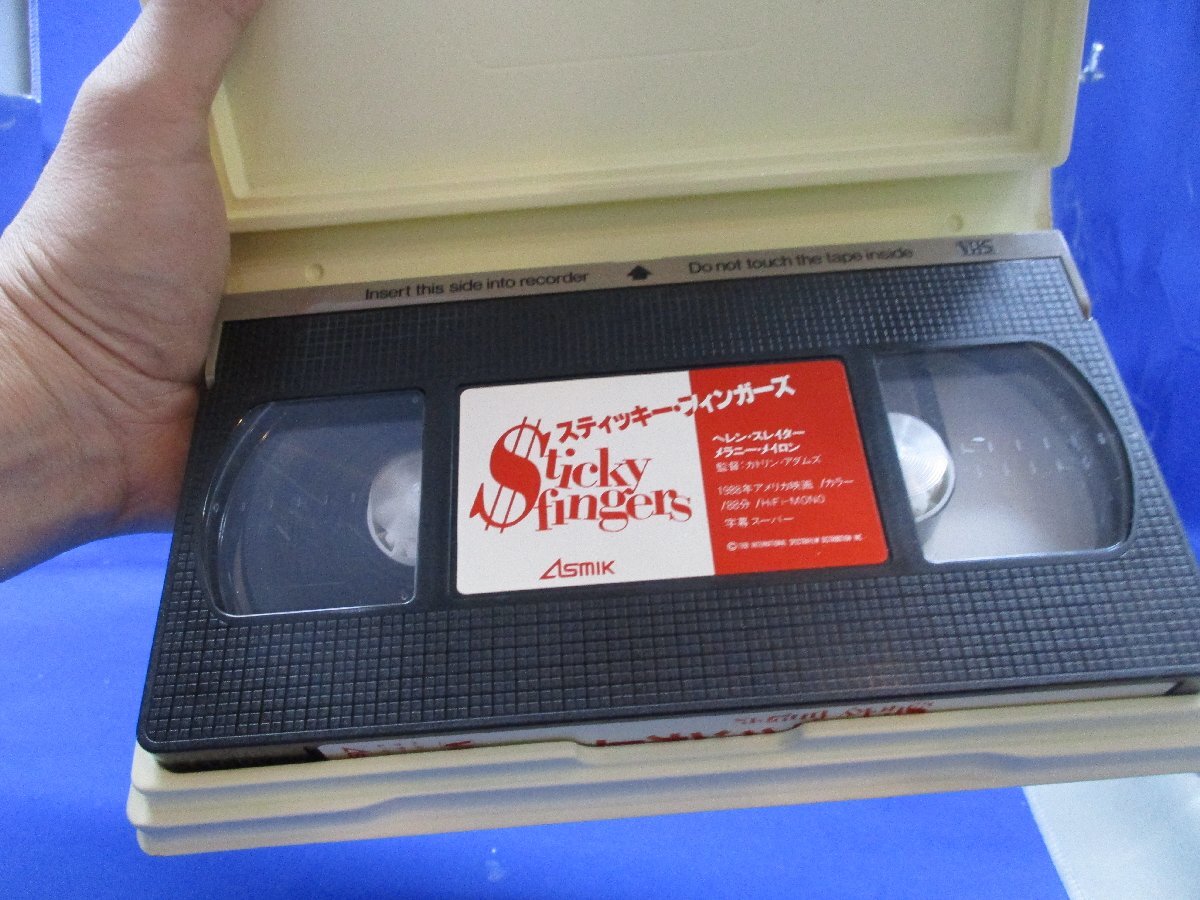 Insert this side into recorder
Do not touch the tape inside
VHS
スティッキー・フィンガーズ
$ticky
fingers
ASMIK
ヘレン・スレイター
メラニー・メイロン
監督:カトリン・アダムズ
1988年アメリカ映画 /カラー
/88分 /HiFi-MONO
字幕スーパー
Sticky fingers